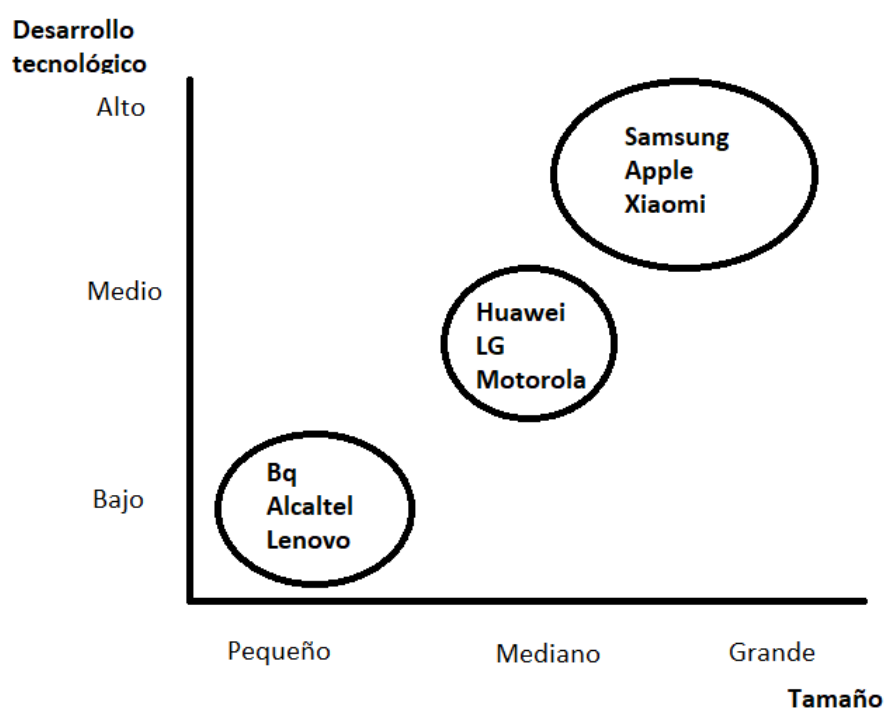 Desarrollo
tecnológico
Alto
Samsung
Apple
Xiaomi
Medio
Huawei
LG
Motorola
Bq
Alcaltel
Lenovo
Bajo
Pequeño
Mediano
Grande
Tamaño